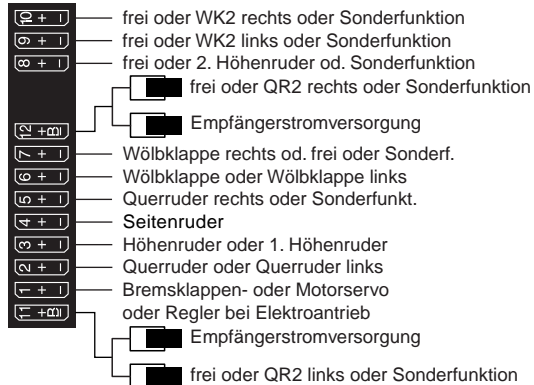 10 + – frei oder WK2 rechts oder Sonderfunktion
9 + – frei oder WK2 links oder Sonderfunktion
8 + – frei oder 2. Höhenruder od. Sonderfunktion
frei oder QR2 rechts oder Sonderfunktion
12 +B| Empfängerstromversorgung
7 + – Wölbklappe rechts od. frei oder Sonderf.
6 + – Wölbklappe oder Wölbklappe links
5 + – Querruder rechts oder Sonderfunkt.
4 + – Seitenruder
3 + – Höhenruder oder 1. Höhenruder
2 + – Querruder oder Querruder links
1 + – Bremsklappen- oder Motorservo
11 +B| oder Regler bei Elektroantrieb
Empfängerstromversorgung
frei oder QR2 links oder Sonderfunktion